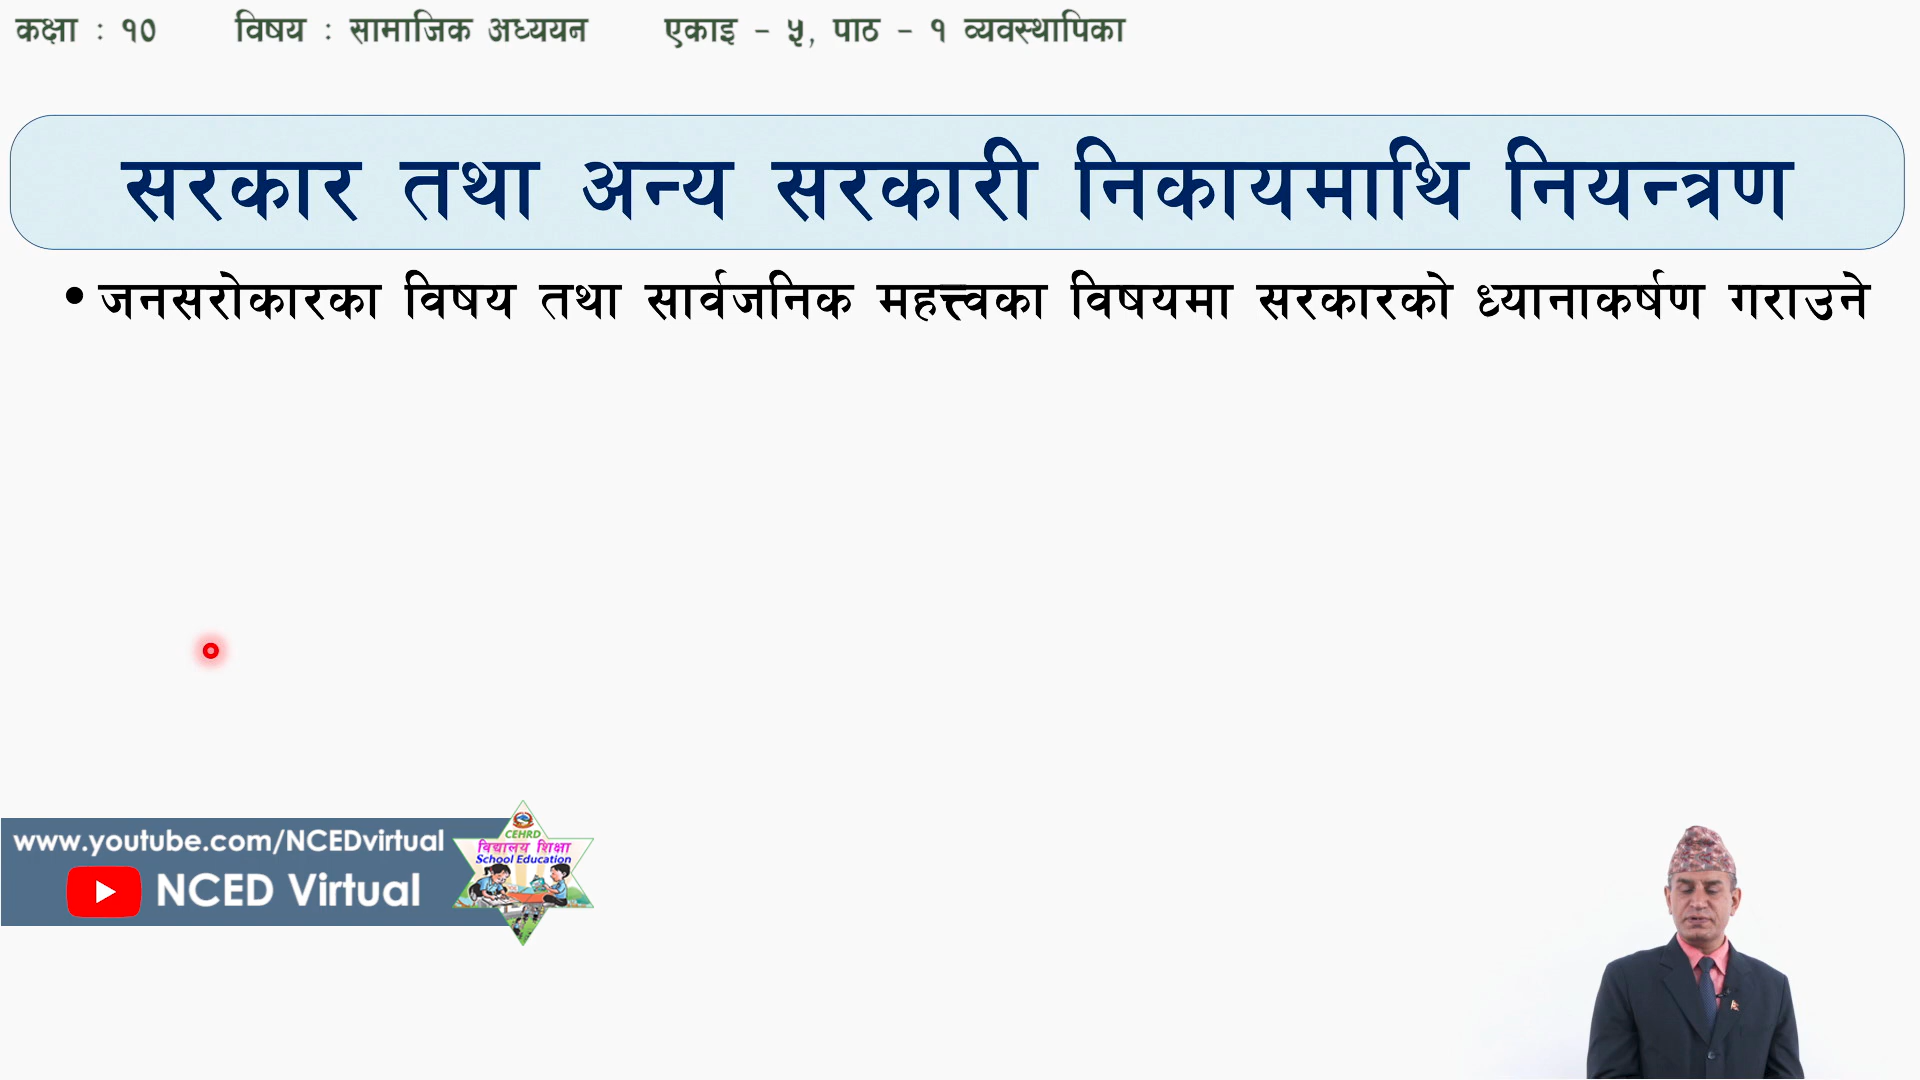 कक्षा : १० विषय : सामाजिक अध्ययन एकाइ - ५, पाठ - १ व्यवस्थापिका
सरकार तथा अन्य सरकारी निकायमाथि नियन्त्रण
• जनसरोकारका विषय तथा सार्वजनिक महत्त्वका विषयमा सरकारको ध्यानाकर्षण गराउने
www.youtube.com/NCEDvirtual
NCED Virtual
CEHRD
विद्यालय शिक्षा
School Education